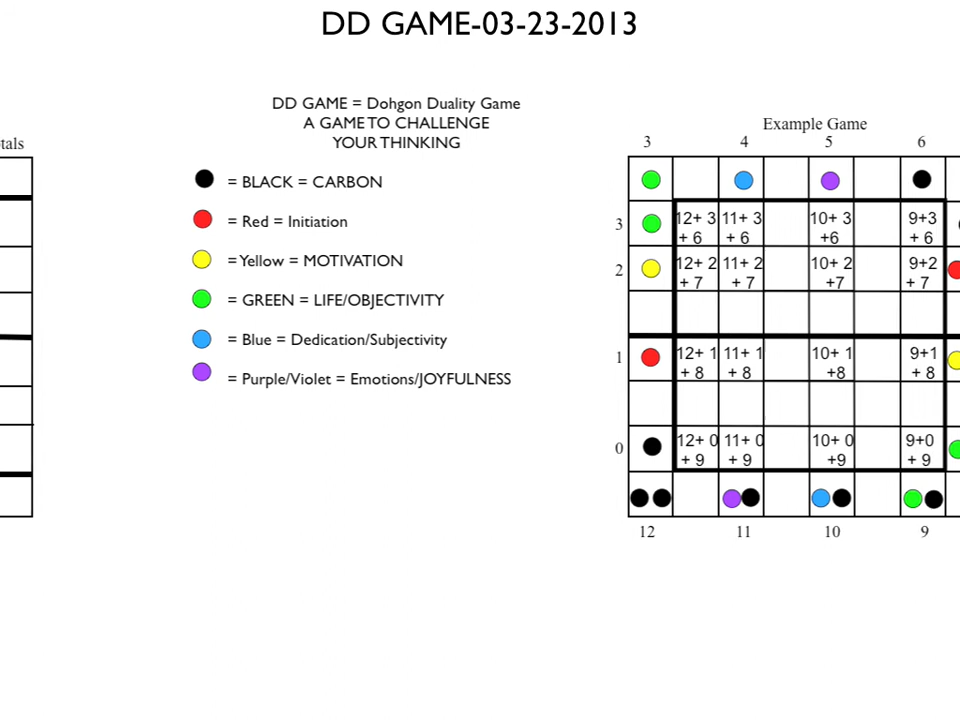 DD GAME-03-23-2013
DD GAME = Dohgon Duality Game
A GAME TO CHALLENGE
YOUR THINKING
tals
= BLACK = CARBON
= Red = Initiation
= Yellow = MOTIVATION
= GREEN = LIFE/OBJECTIVITY
= Blue = Dedication/Subjectivity
= Purple/Violet = Emotions/JOYFULNESS
Example Game
3 4 5 6
3 12+ 3 11+ 3 10+ 3 9+3
+ 6 + 6 +6 + 6
2 12+ 2 11+ 2 10+ 2 9+2
+ 7 + 7 +7 + 7
1 12+ 1 11+ 1 10+ 1 9+1
+ 8 + 8 +8 + 8
0 12+ 0 11+ 0 10+ 0 9+0
+ 9 + 9 +9 + 9
12 11 10 9